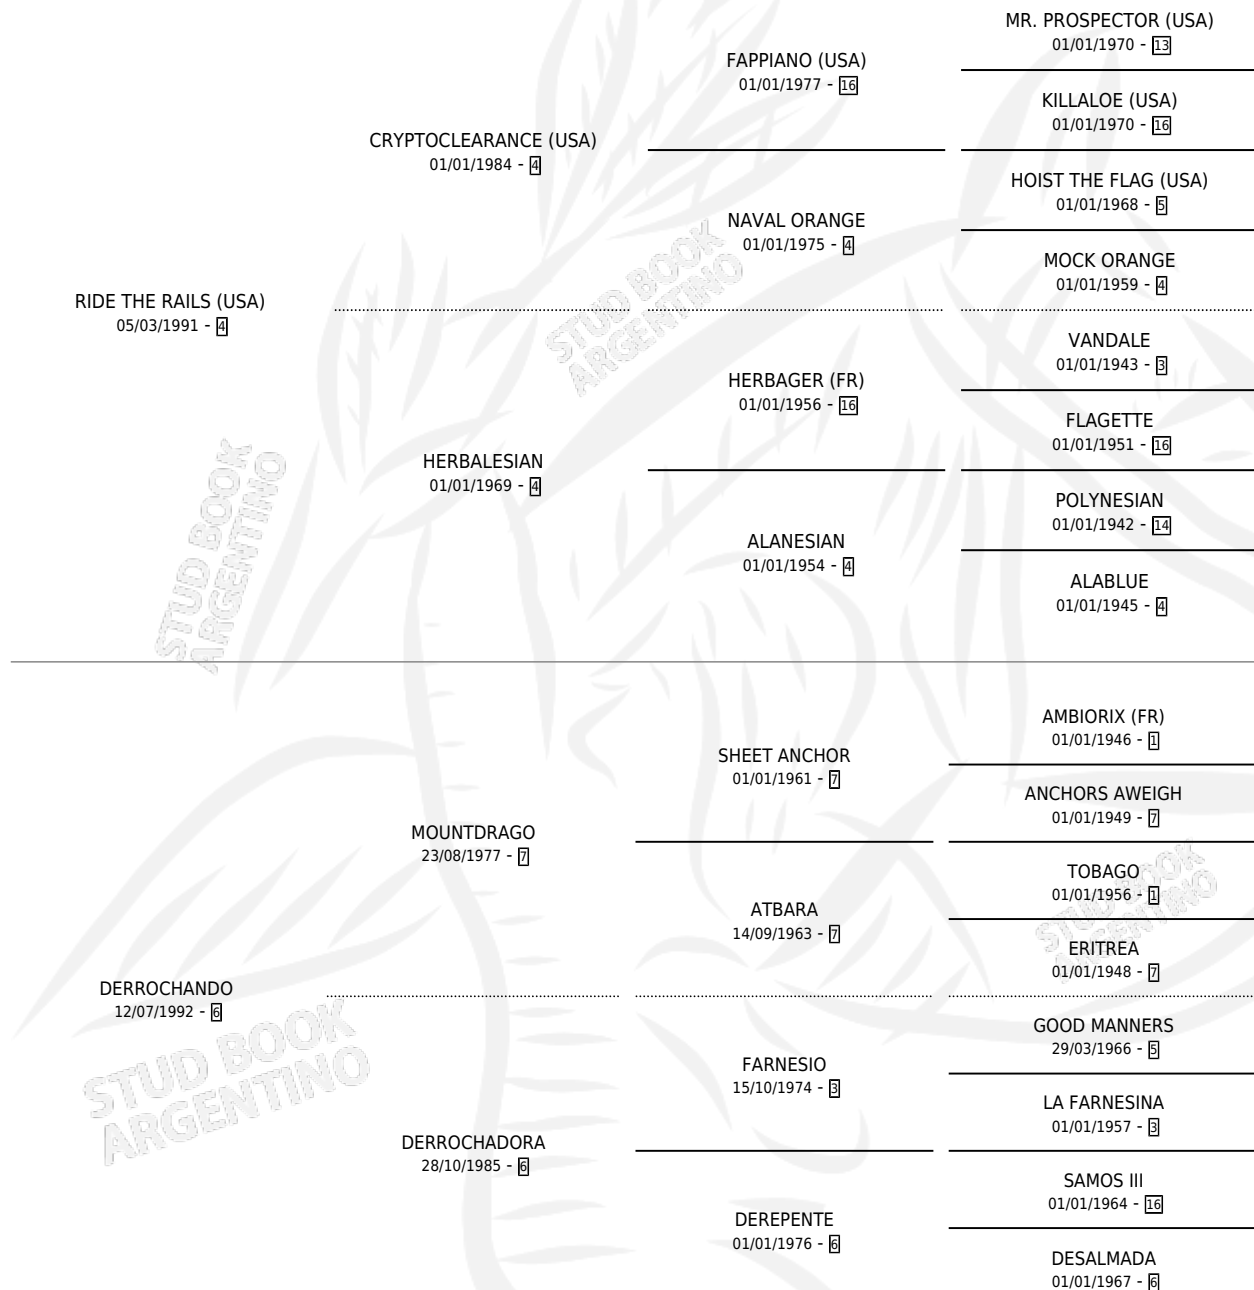 MR. PROSPECTOR (USA)
01/01/1970 - 13
FAPPIANO (USA)
01/01/1977 - 16
KILLALOE (USA)
01/01/1970 - 16
CRYPTOCLEARANCE (USA)
01/01/1984 - 4
HOIST THE FLAG (USA)
01/01/1968 - 5
NAVAL ORANGE
01/01/1975 - 4
MOCK ORANGE
01/01/1959 - 4
RIDE THE RAILS (USA)
05/03/1991 - 4
VANDALE
01/01/1943 - 3
HERBAGER (FR)
01/01/1956 - 16
FLAGETTE
01/01/1951 - 16
HERBALESIAN
01/01/1969 - 4
POLYNESIAN
01/01/1942 - 14
ALANESIAN
01/01/1954 - 4
ALABLUE
01/01/1945 - 4
AMBIORIX (FR)
01/01/1946 - 1
SHEET ANCHOR
01/01/1961 - 7
ANCHORS AWEIGH
01/01/1949 - 7
MOUNTDRAGO
23/08/1977 - 7
TOBAGO
01/01/1956 - 1
ATBARA
14/09/1963 - 7
ERITREA
01/01/1948 - 7
DERROCHANDO
12/07/1992 - 6
GOOD MANNERS
29/03/1966 - 5
FARNESIO
15/10/1974 - 3
LA FARNESINA
01/01/1957 - 3
DERROCHADORA
28/10/1985 - 6
SAMOS III
01/01/1964 - 16
DEREPENTE
01/01/1976 - 6
DESALMADA
01/01/1967 - 6
STUD BOOK
ARGENTINO
STUD BOOK
ARGENTINO
STUD BOOK
ARGENTINO
STUD BOOK
ARGENTINO